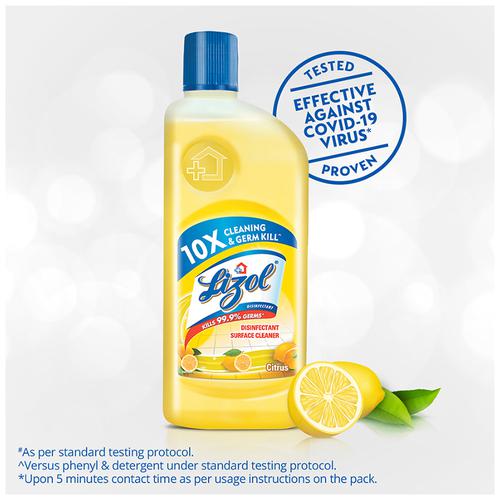 TESTED
EFFECTIVE
AGAINST
COVID-19
VIRUS*
PROVEN
10X CLEANING
& GERM KILL^
Lizol®
DISINFECTANT
KILLS 99.9% GERMS#
DISINFECTANT
SURFACE CLEANER
Citrus
#As per standard testing protocol.
^Versus phenyl & detergent under standard testing protocol.
*Upon 5 minutes contact time as per usage instructions on the pack.